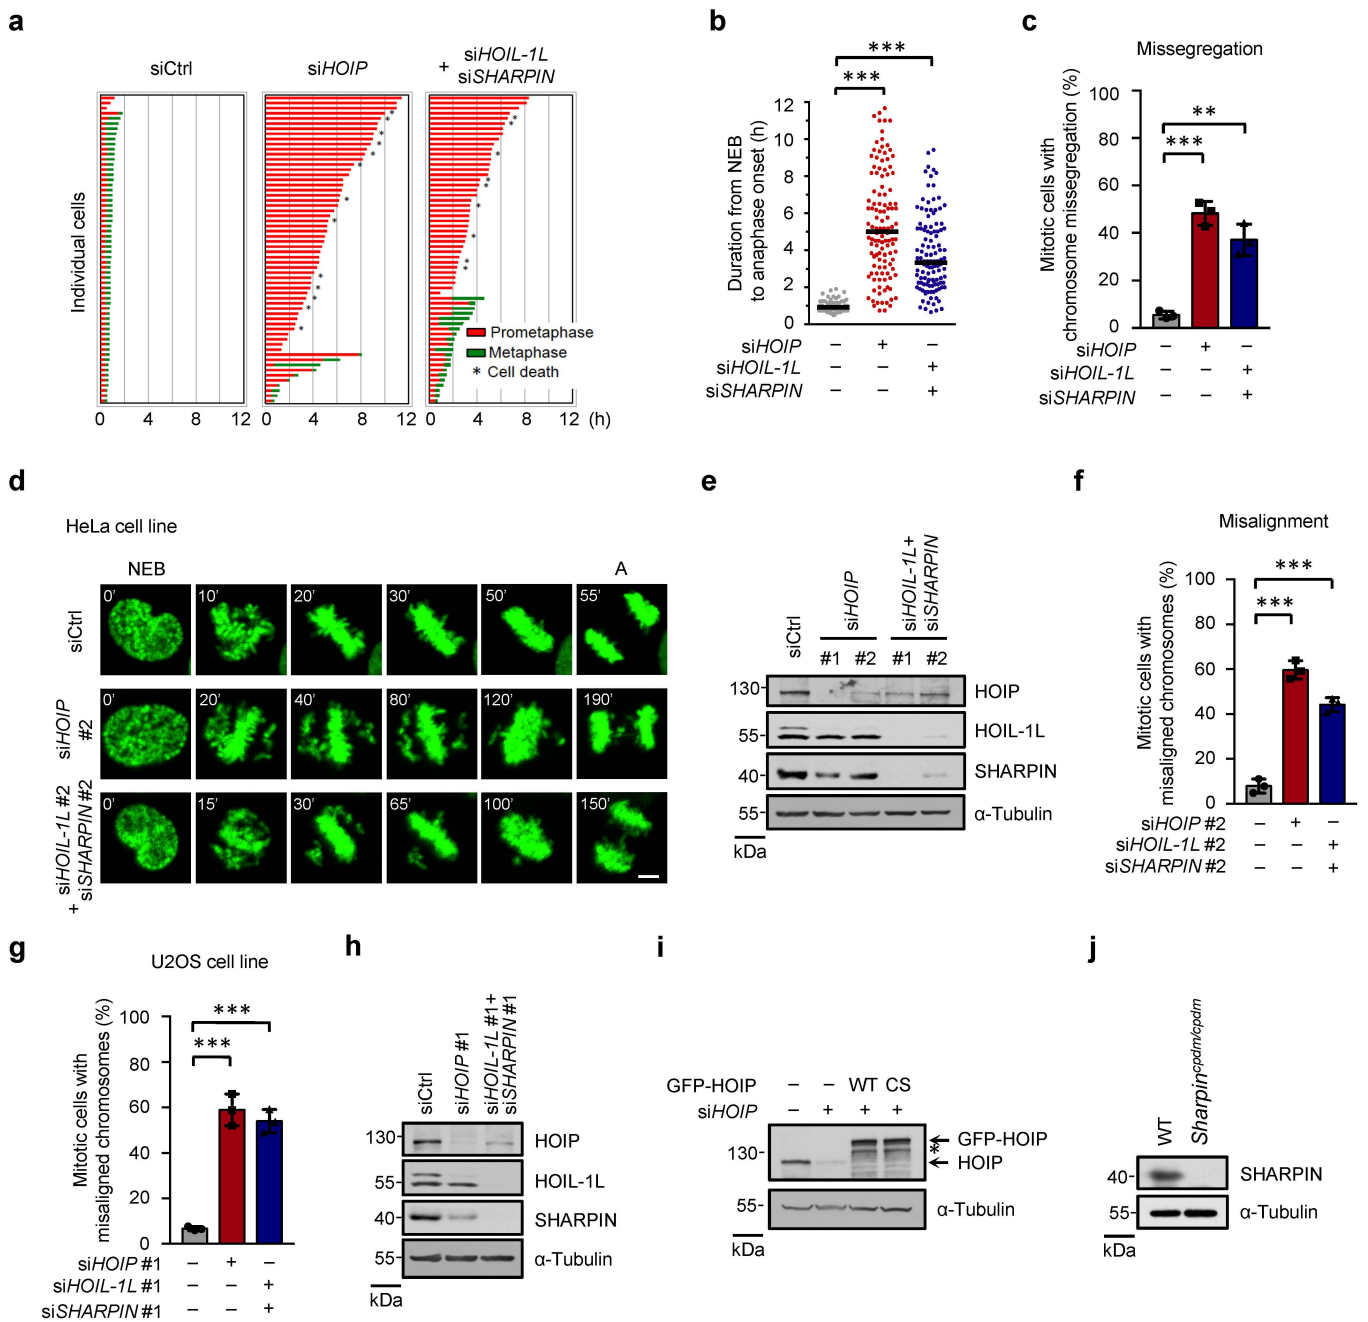 a
siCtrl
siHOIP
+ siHOIL-1L
siSHARPIN
Individual cells
Prometaphase
Metaphase
* Cell death
0 4 8 12 0 4 8 12 0 4 8 12 (h)
b
***
***
Duration from NEB
to anaphase onset (h)
12
10
8
6
4
2
0
siHOIP – + –
siHOIL-1L – – +
siSHARPIN – – +
c
Missegregation
**
***
Mitotic cells with
chromosome missegregation (%)
100
80
60
40
20
0
siHOIP – + –
siHOIL-1L – – +
siSHARPIN – – +
d
HeLa cell line
NEB A
siCtrl
0' 10' 20' 30' 50' 55'
siHOIP
#2
0' 20' 40' 80' 120' 190'
+ siHOIL-1L #2
siSHARPIN #2
0' 15' 30' 65' 100' 150'
e
siCtrl
siHOIP
siHOIL-1L+
siSHARPIN
#1 #2 #1 #2
130- HOIP
55- HOIL-1L
40- SHARPIN
55- α-Tubulin
kDa
f
Misalignment
***
***
Mitotic cells with
misaligned chromosomes (%)
100
80
60
40
20
0
siHOIP #2 – + –
siHOIL-1L #2 – – +
siSHARPIN #2 – – +
g
U2OS cell line
***
***
Mitotic cells with
misaligned chromosomes (%)
100
80
60
40
20
0
siHOIP #1 – + –
siHOIL-1L #1 – – +
siSHARPIN #1 – – +
h
siCtrl
siHOIP #1
siHOIL-1L #1+
siSHARPIN #1
130- HOIP
55- HOIL-1L
40- SHARPIN
55- α-Tubulin
kDa
i
GFP-HOIP – – WT CS
siHOIP – + + +
GFP-HOIP
*
130- HOIP
55- α-Tubulin
kDa
j
WT
Sharpincpdm/cpdm
40- SHARPIN
55- α-Tubulin
kDa